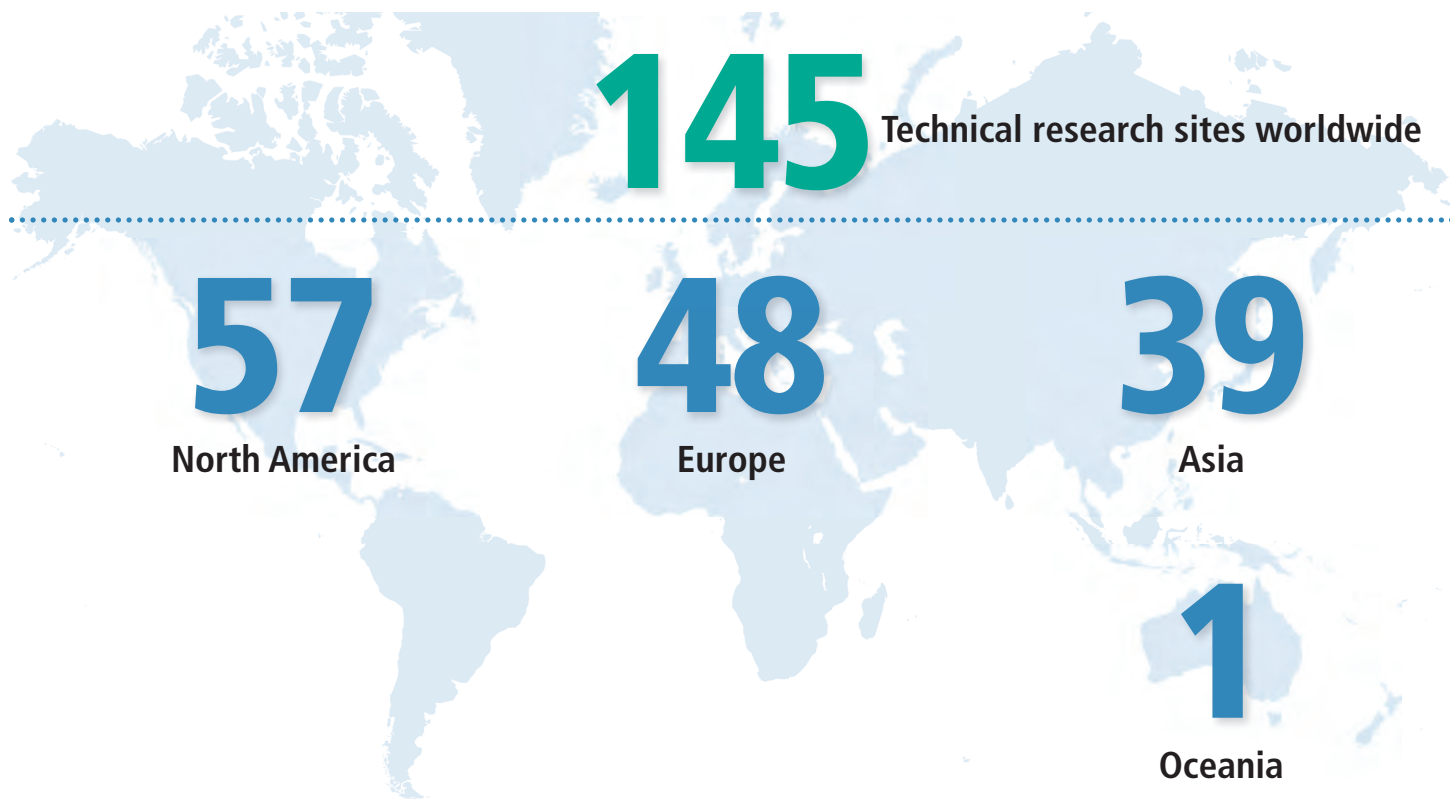 145 Technical research sites worldwide
57
North America
48
Europe
39
Asia
1
Oceania